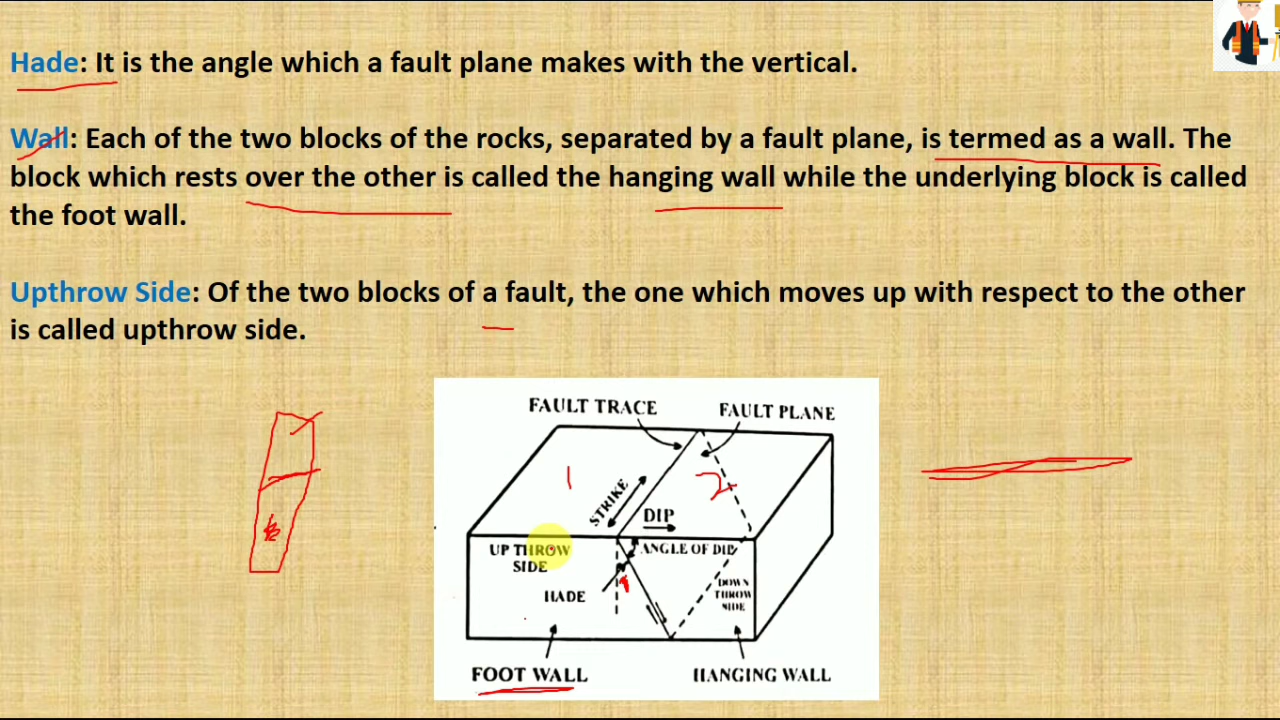 Hade: It is the angle which a fault plane makes with the vertical.
Wall: Each of the two blocks of the rocks, separated by a fault plane, is termed as a wall. The
block which rests over the other is called the hanging wall while the underlying block is called
the foot wall.
Upthrow Side: Of the two blocks of a fault, the one which moves up with respect to the other
is called upthrow side.
FAULT TRACE
FAULT PLANE
1
2
STRIKE
DIP
UP THROW
SIDE
ANGLE OF DIP
HADE
DOWN
THROW
SIDE
FOOT WALL
HANGING WALL